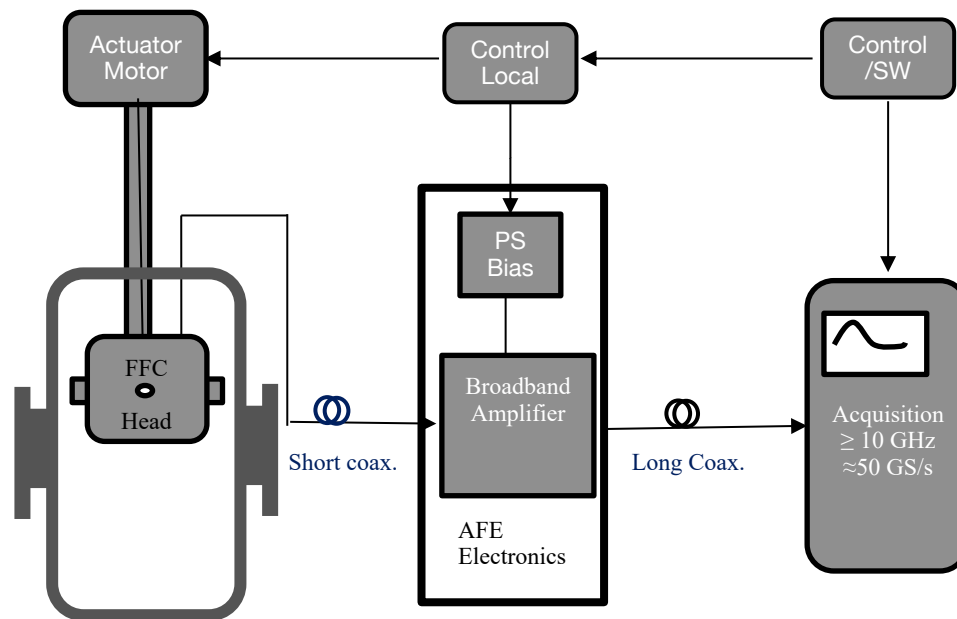 Actuator
Motor
Control
Local
Control
/SW
PS
Bias
FFC
Head
Broadband
Amplifier
Short coax.
Long Coax.
Acquisition
≥ 10 GHz
≈50 GS/s
AFE
Electronics